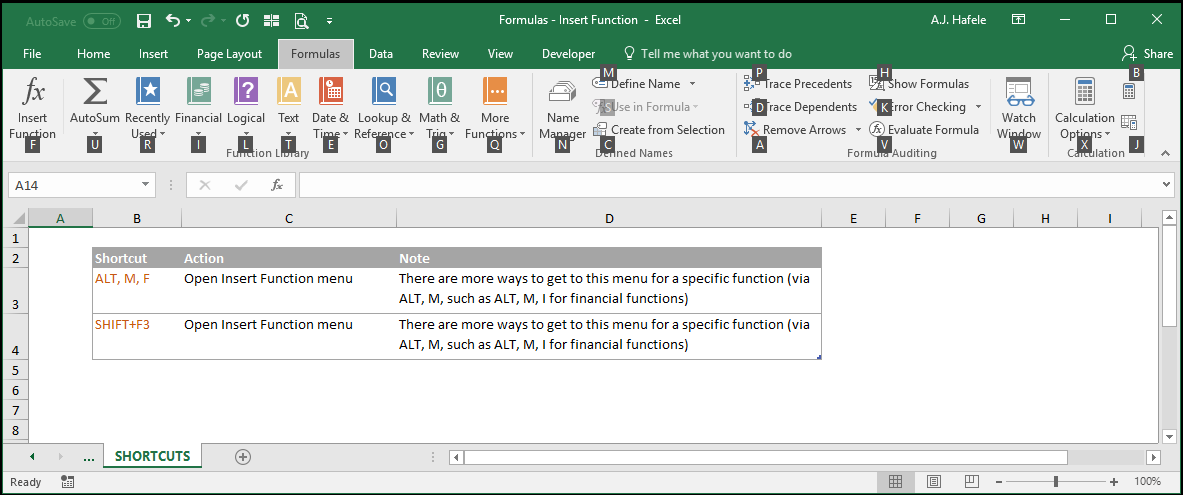 AutoSave Off
Formulas - Insert Function - Excel
A.J. Hafele
File Home Insert Page Layout Formulas Data Review View Developer Tell me what you want to do Share
fx Σ ? A θ
Insert Function
AutoSum
Recently Used
Financial
Logical
Text
Date & Time
Lookup & Reference
Math & Trig
More Functions
F U R I L T E O G Q
Function Library
Name Manager
N
M Define Name
S Use in Formula
Create from Selection
C
Defined Names
P Trace Precedents
D Trace Dependents
Remove Arrows
A
H Show Formulas
K Error Checking
fx Evaluate Formula
V
Formula Auditing
Watch Window
W
Calculation Options
X
B
J
Calculation
A14 fx
A B C D E F G H I
1
2 Shortcut Action Note
ALT, M, F Open Insert Function menu There are more ways to get to this menu for a specific function (via
3 ALT, M, such as ALT, M, I for financial functions)
SHIFT+F3 Open Insert Function menu There are more ways to get to this menu for a specific function (via
4 ALT, M, such as ALT, M, I for financial functions)
5
6
7
8
... SHORTCUTS
Ready 100%